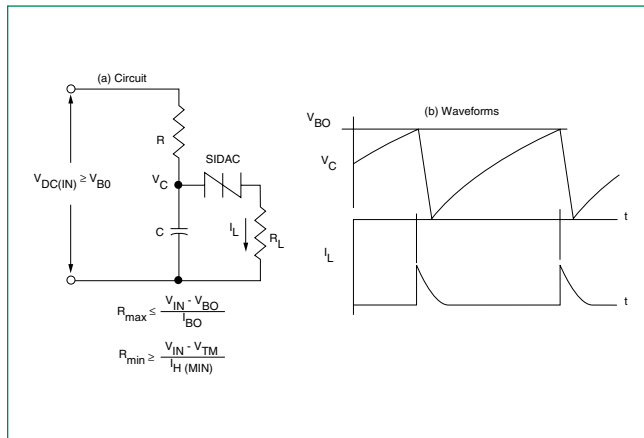 (a) Circuit
R
SIDAC
V_DC(IN) ≥ V_B0
V_C
C
I_L
R_L
R_max ≤ (V_IN - V_BO) / I_BO
R_min ≥ (V_IN - V_TM) / I_H (MIN)
(b) Waveforms
V_BO
V_C
t
I_L
t